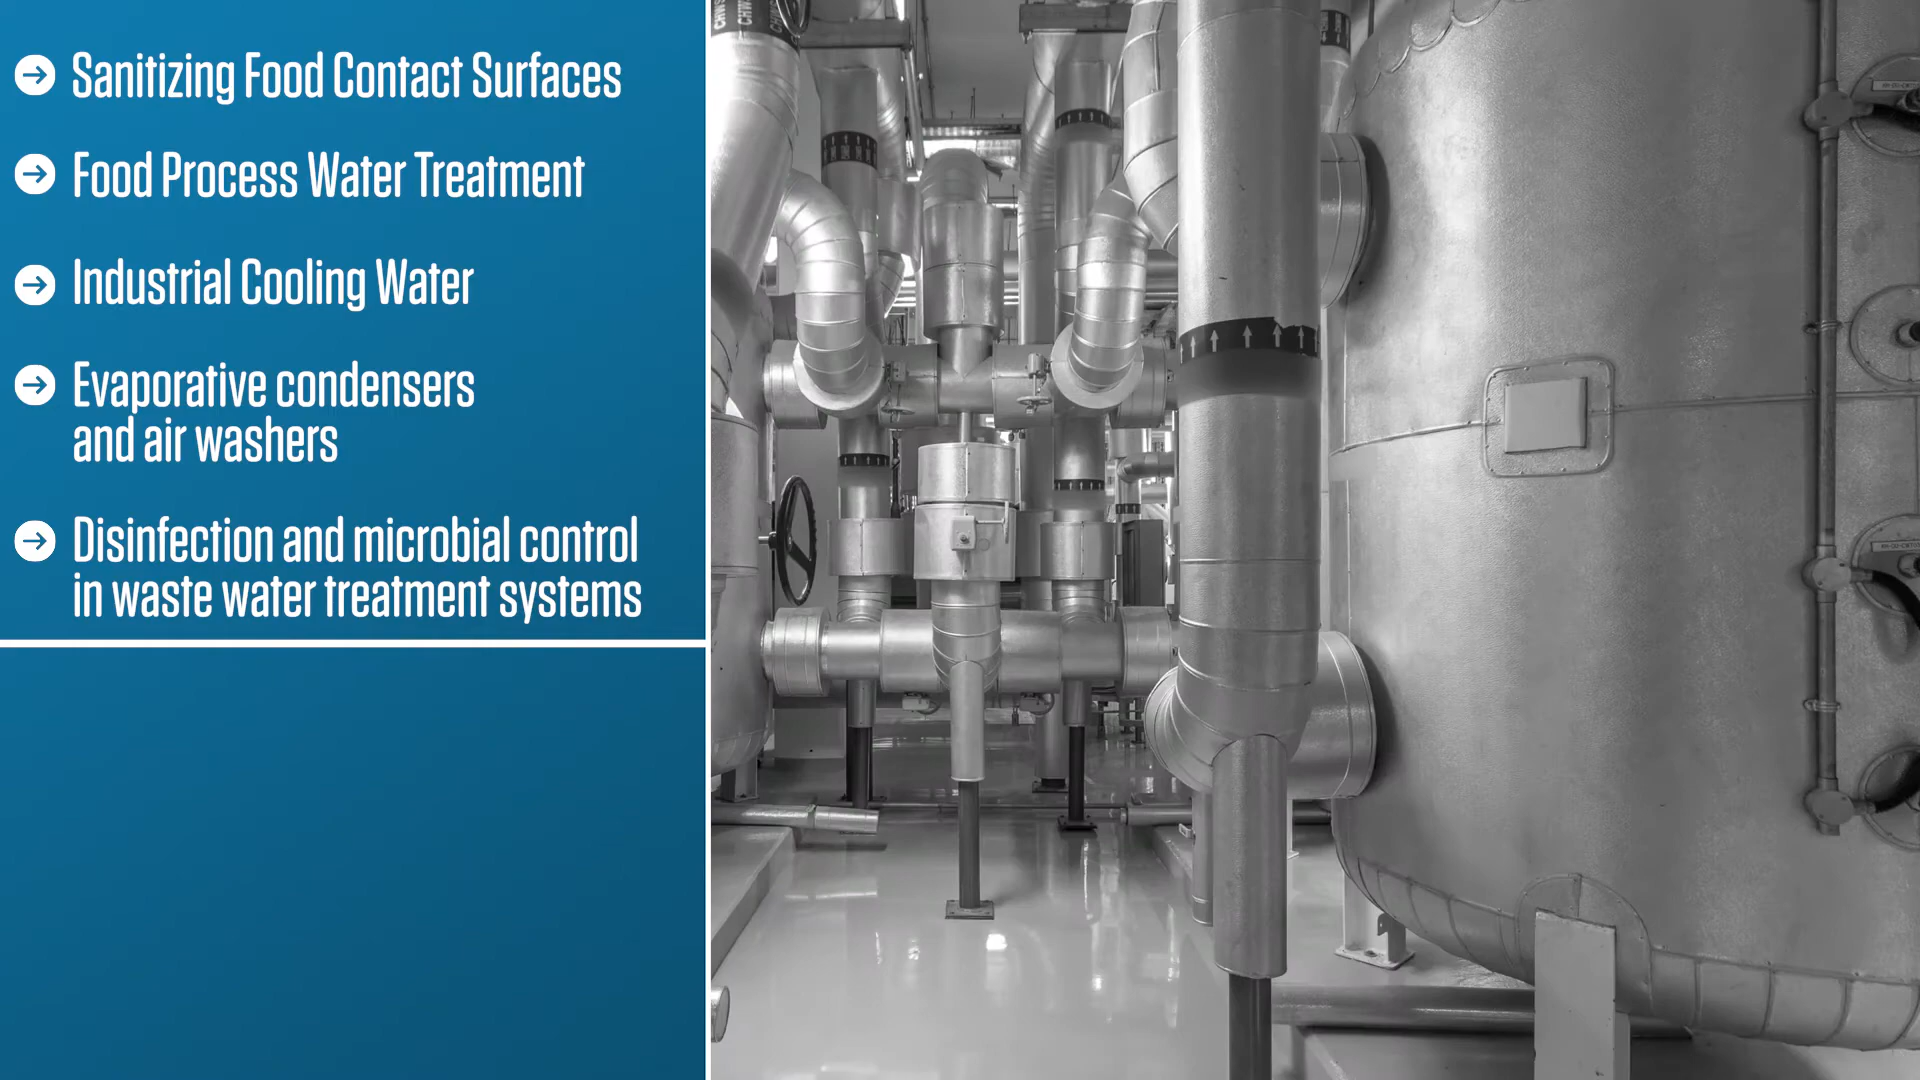 Sanitizing Food Contact Surfaces
Food Process Water Treatment
Industrial Cooling Water
Evaporative condensers
and air washers
Disinfection and microbial control
in waste water treatment systems